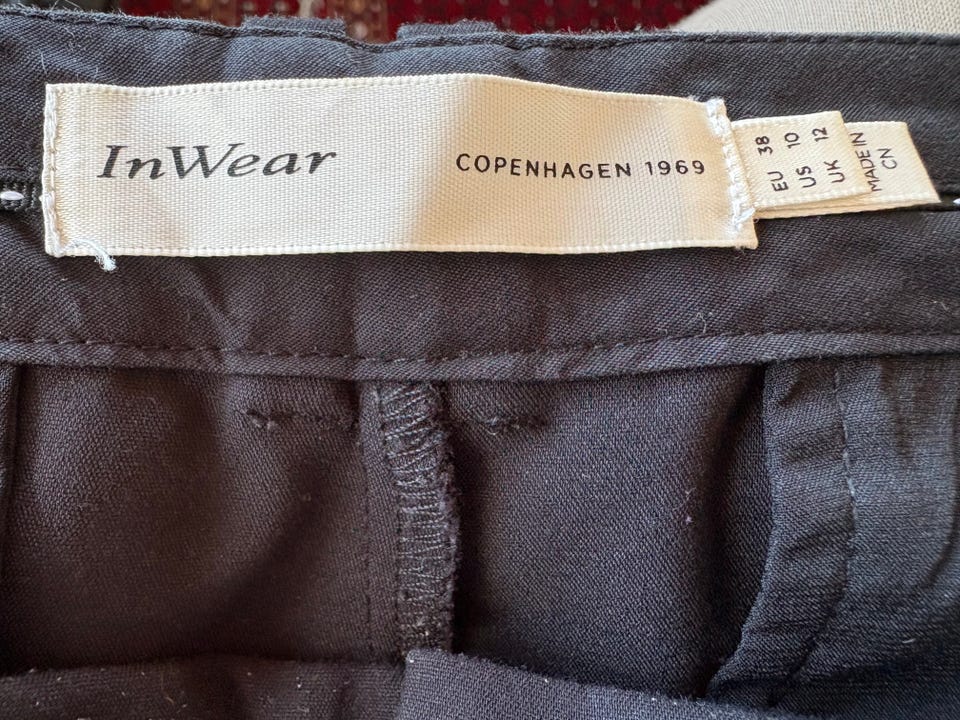 InWear
COPENHAGEN 1969
EU 38
US 10
UK 12
MADE IN
CN